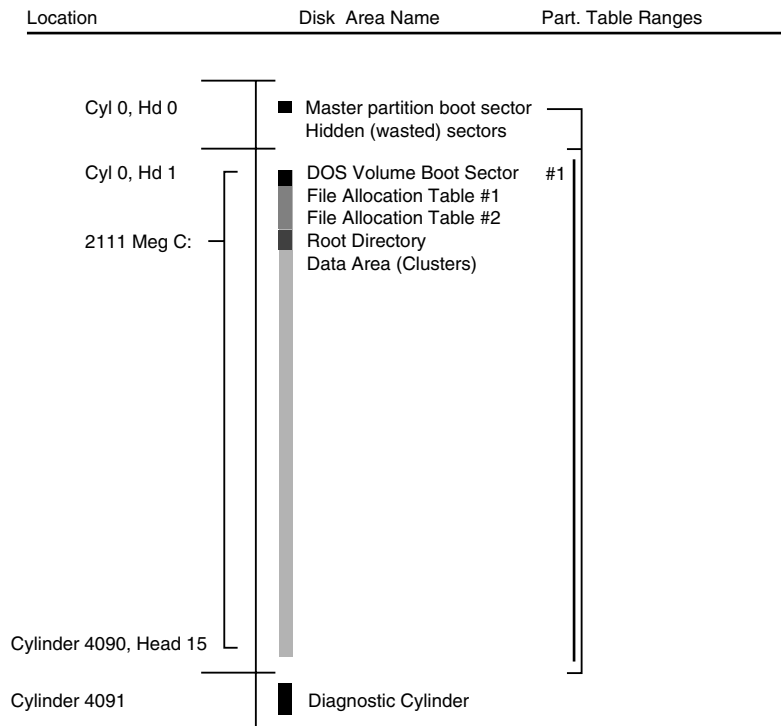 Location Disk Area Name Part. Table Ranges
Cyl 0, Hd 0 Master partition boot sector
Hidden (wasted) sectors
Cyl 0, Hd 1 DOS Volume Boot Sector #1
File Allocation Table #1
File Allocation Table #2
2111 Meg C: Root Directory
Data Area (Clusters)
Cylinder 4090, Head 15
Cylinder 4091 Diagnostic Cylinder